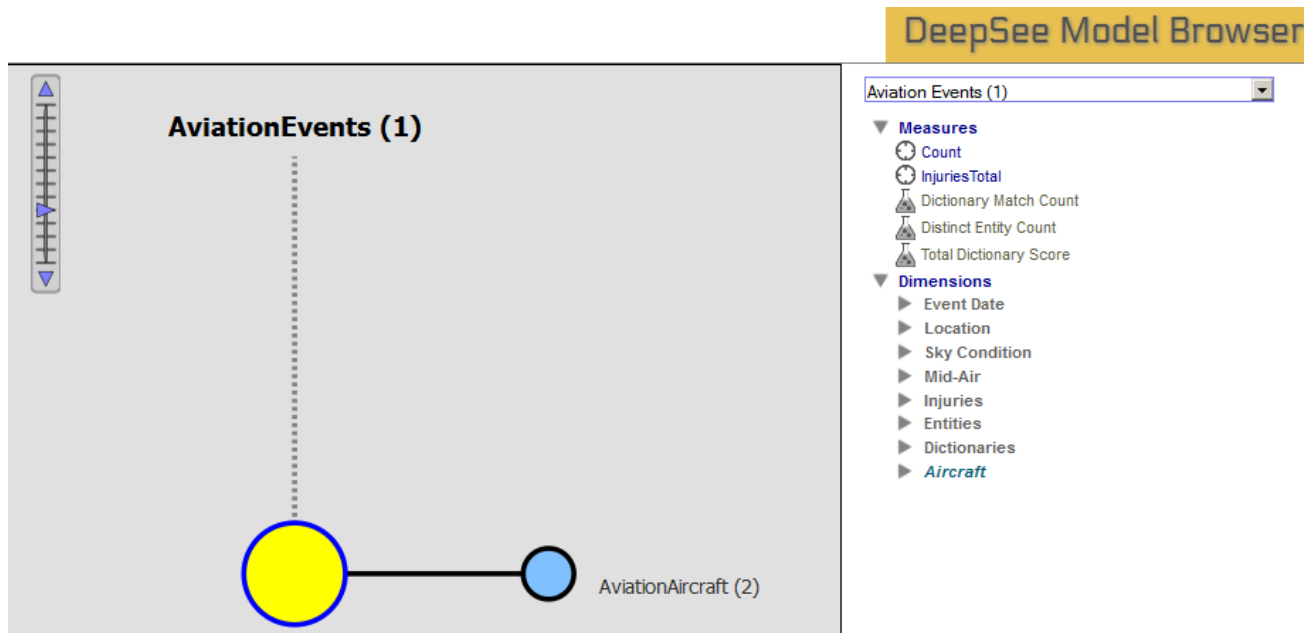 DeepSee Model Browser
AviationEvents (1)
AviationAircraft (2)
Aviation Events (1)
Measures
Count
InjuriesTotal
Dictionary Match Count
Distinct Entity Count
Total Dictionary Score
Dimensions
Event Date
Location
Sky Condition
Mid-Air
Injuries
Entities
Dictionaries
Aircraft